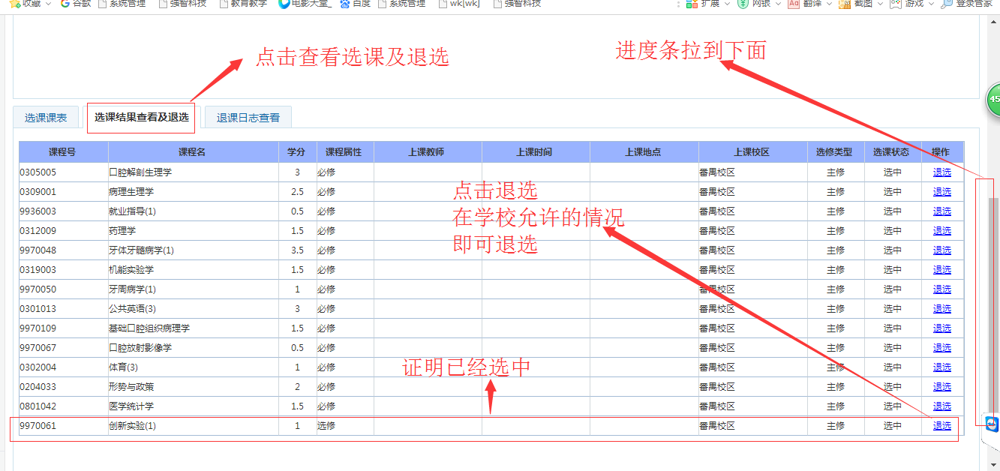 收藏 谷歌 系统管理 强智科技 教育教学 电影天堂_ 百度 系统管理 wk[wk] 强智科技 扩展 网银 翻译 截图 游戏 登录管家
点击查看选课及退选
进度条拉到下面
45
选课课表 选课结果查看及退选 退课日志查看
课程号 课程名 学分 课程属性 上课教师 上课时间 上课地点 上课校区 选修类型 选课状态 操作
0305005 口腔解剖生理学 3 必修 番禺校区 主修 选中 退选
0309001 病理生理学 2.5 必修 番禺校区 主修 选中 退选
9936003 就业指导(1) 0.5 必修 番禺校区 主修 选中 退选
0312009 药理学 1.5 必修 番禺校区 主修 选中 退选
9970048 牙体牙髓病学(1) 3.5 必修 番禺校区 主修 选中 退选
0319003 机能实验学 1.5 必修 番禺校区 主修 选中 退选
9970050 牙周病学(1) 1 必修 番禺校区 主修 选中 退选
0301013 公共英语(3) 3 必修 番禺校区 主修 选中 退选
9970109 基础口腔组织病理学 1.5 必修 番禺校区 主修 选中 退选
9970067 口腔放射影像学 0.5 必修 番禺校区 主修 选中 退选
0302004 体育(3) 1 必修 番禺校区 主修 选中 退选
0204033 形势与政策 2 必修 番禺校区 主修 选中 退选
0801042 医学统计学 1.5 必修 番禺校区 主修 选中 退选
9970061 创新实验(1) 1 选修 番禺校区 主修 选中 退选
点击退选
在学校允许的情况
即可退选
证明已经选中